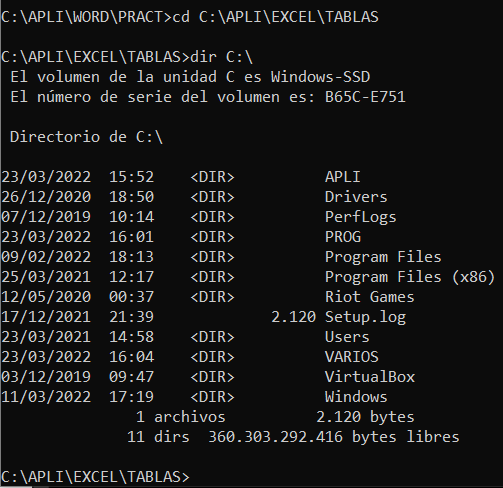 C:\APLI\WORD\PRACT>cd C:\APLI\EXCEL\TABLAS
C:\APLI\EXCEL\TABLAS>dir C:\
 El volumen de la unidad C es Windows-SSD
 El número de serie del volumen es: B65C-E751
 Directorio de C:\
23/03/2022  15:52    <DIR>          APLI
26/12/2020  18:50    <DIR>          Drivers
07/12/2019  10:14    <DIR>          PerfLogs
23/03/2022  16:01    <DIR>          PROG
09/02/2022  18:13    <DIR>          Program Files
25/03/2021  12:17    <DIR>          Program Files (x86)
12/05/2020  00:37    <DIR>          Riot Games
17/12/2021  21:39             2.120 Setup.log
23/03/2021  14:58    <DIR>          Users
23/03/2022  16:04    <DIR>          VARIOS
03/12/2019  09:47    <DIR>          VirtualBox
11/03/2022  17:19    <DIR>          Windows
               1 archivos          2.120 bytes
              11 dirs  360.303.292.416 bytes libres
C:\APLI\EXCEL\TABLAS>